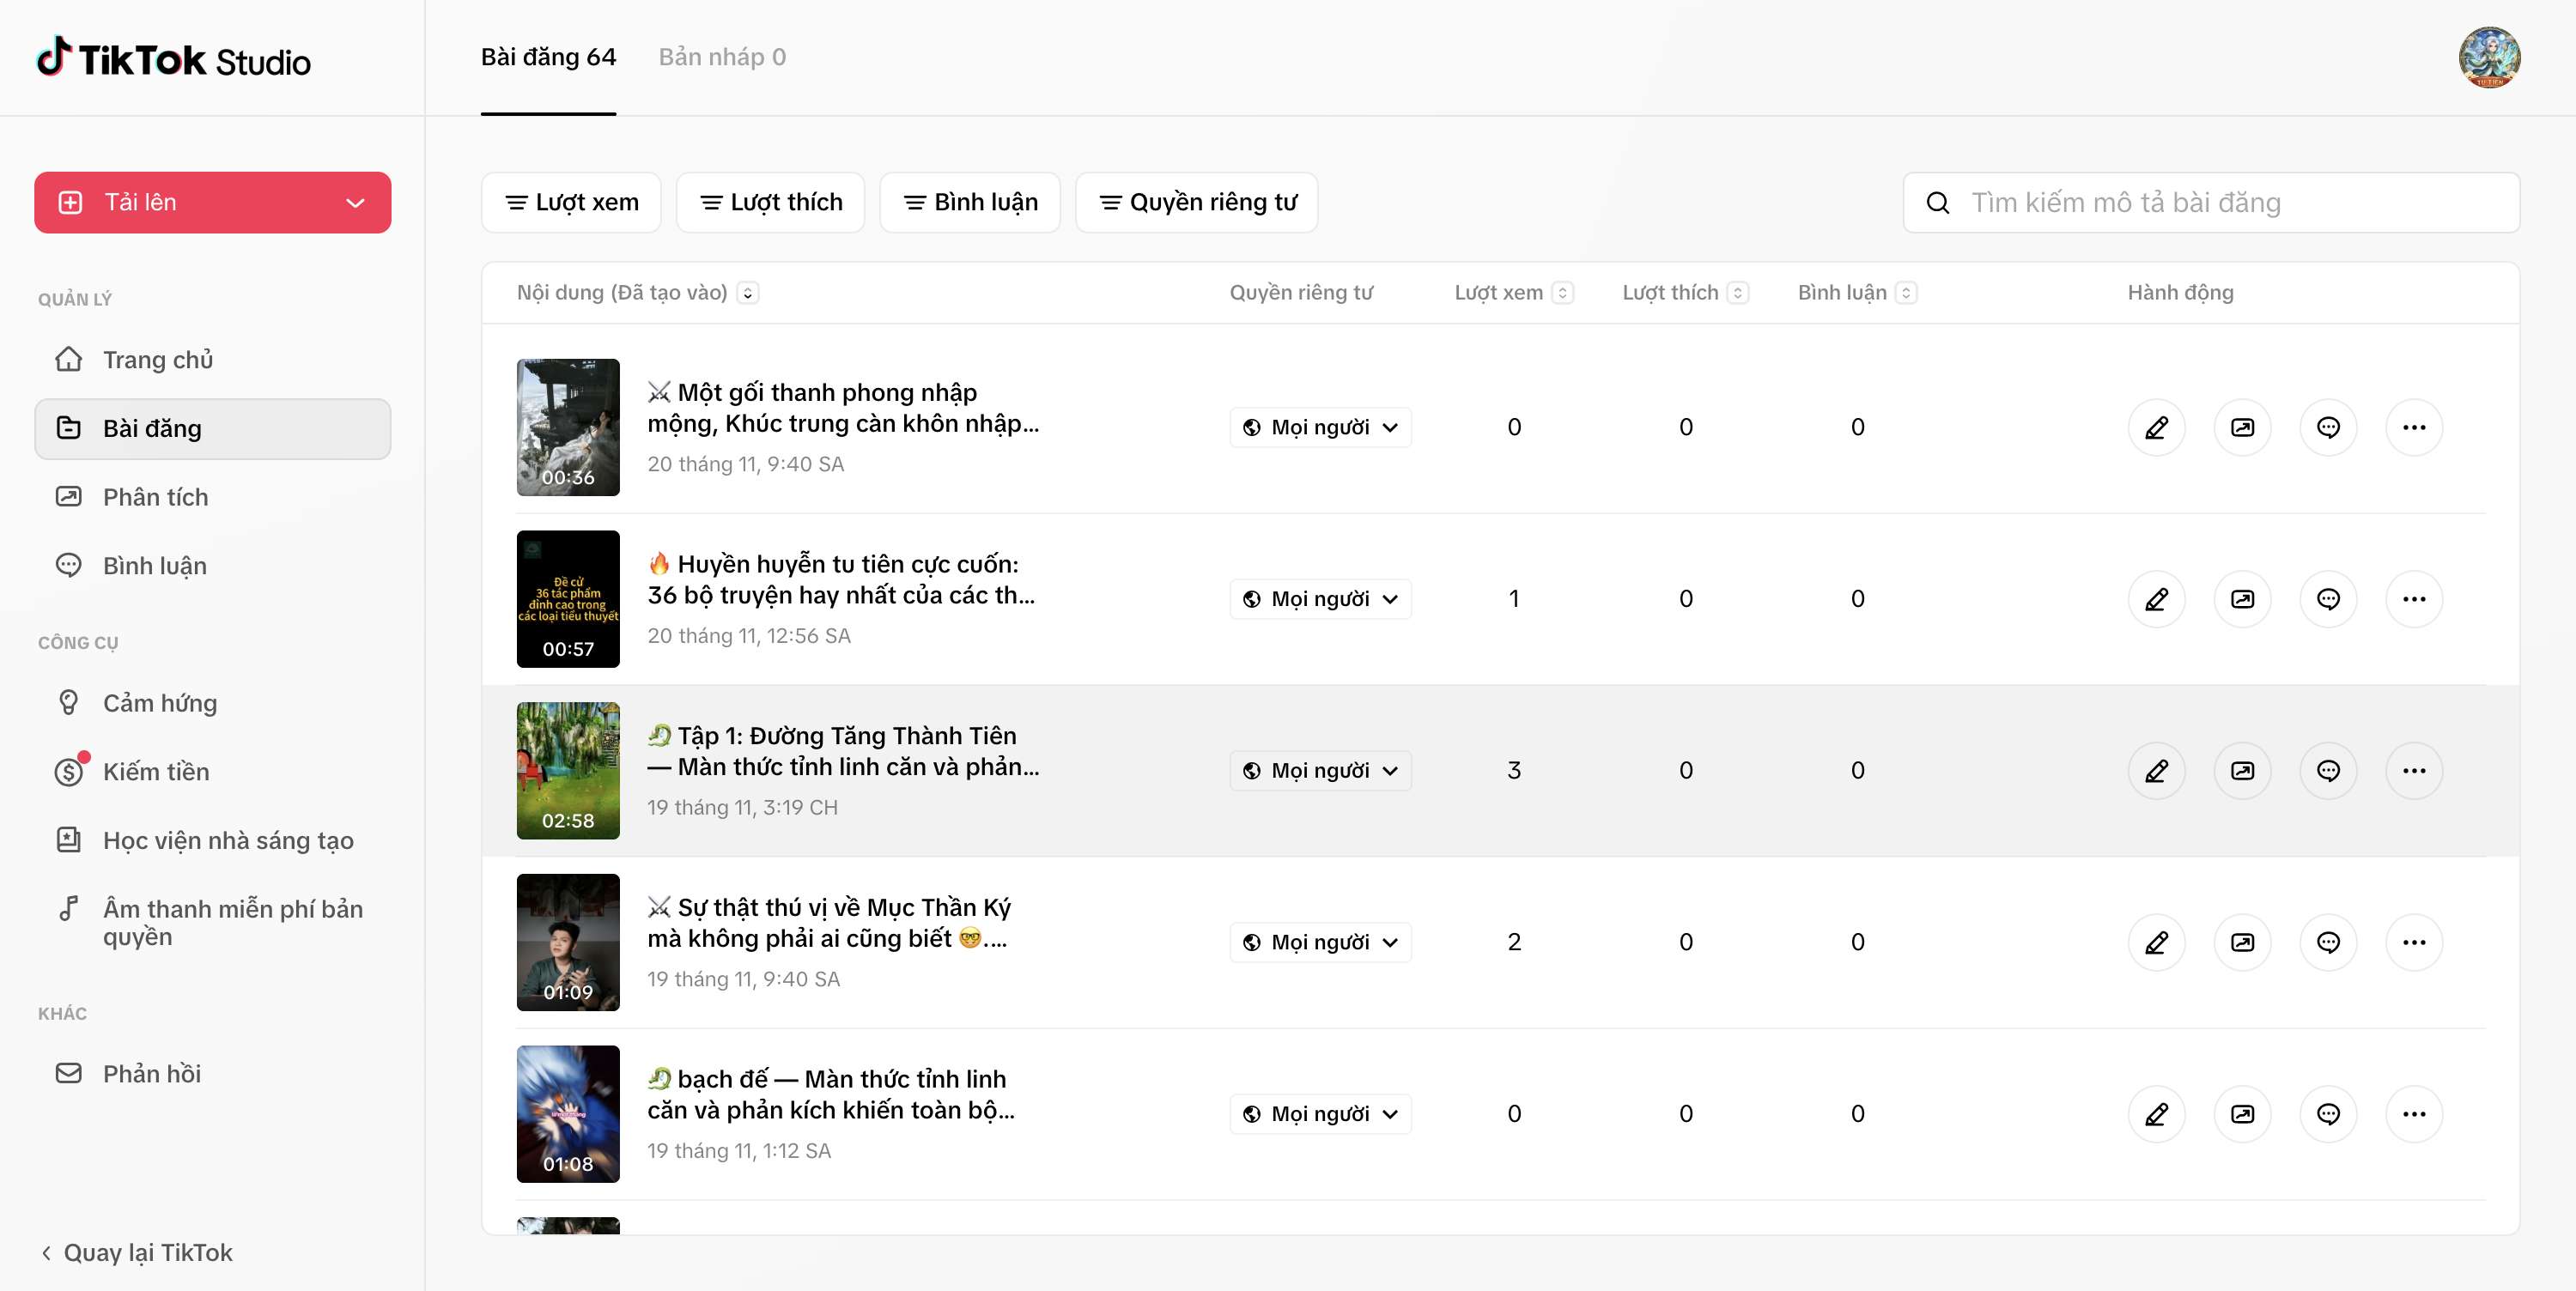 TikTok Studio
Bài đăng 64
Bản nháp 0
Tải lên
QUẢN LÝ
Trang chủ
Bài đăng
Phân tích
Bình luận
CÔNG CỤ
Cảm hứng
Kiếm tiền
Học viện nhà sáng tạo
Âm thanh miễn phí bản
quyền
KHÁC
Phản hồi
Quay lại TikTok
Lượt xem
Lượt thích
Bình luận
Quyền riêng tư
Tìm kiếm mô tả bài đăng
Nội dung (Đã tạo vào)
Quyền riêng tư
Lượt xem
Lượt thích
Bình luận
Hành động
00:36
⚔️ Một gối thanh phong nhập
mộng, Khúc trung càn khôn nhập...
20 tháng 11, 9:40 SA
Mọi người
0
0
0
Đề cử
36 tác phẩm
đỉnh cao trong
các loại tiểu thuyết
00:57
🔥 Huyền huyễn tu tiên cực cuốn:
36 bộ truyện hay nhất của các th...
20 tháng 11, 12:56 SA
Mọi người
1
0
0
02:58
🐉 Tập 1: Đường Tăng Thành Tiên
— Màn thức tỉnh linh căn và phản...
19 tháng 11, 3:19 CH
Mọi người
3
0
0
01:09
⚔️ Sự thật thú vị về Mục Thần Ký
mà không phải ai cũng biết 🤓....
19 tháng 11, 9:40 SA
Mọi người
2
0
0
01:08
🐉 bạch đế — Màn thức tỉnh linh
căn và phản kích khiến toàn bộ...
19 tháng 11, 1:12 SA
Mọi người
0
0
0